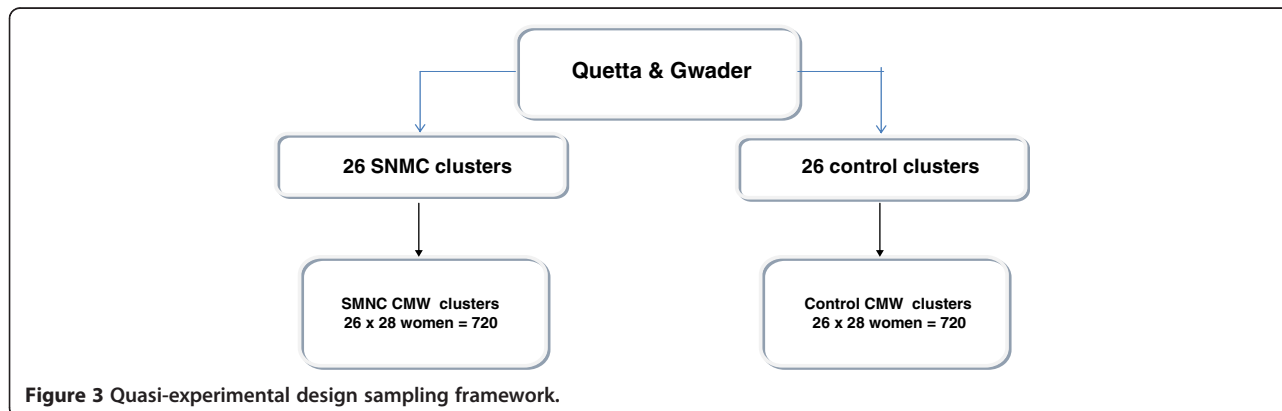 Quetta & Gwader
26 SNMC clusters
26 control clusters
SMNC CMW clusters
26 x 28 women = 720
Control CMW clusters
26 x 28 women = 720
Figure 3 Quasi-experimental design sampling framework.